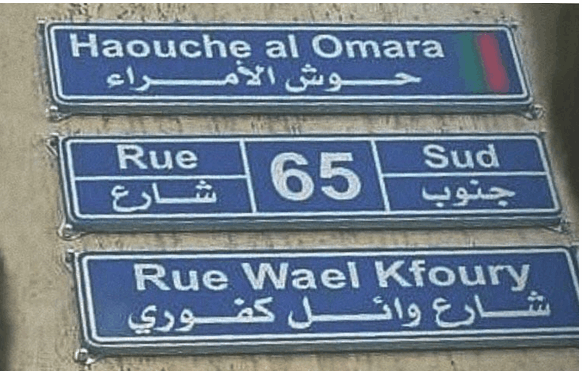 Haouche al Omara
حوش الأمراء
Rue 65 Sud
شارع جنوب
Rue Wael Kfoury
شارع وائل كفوري